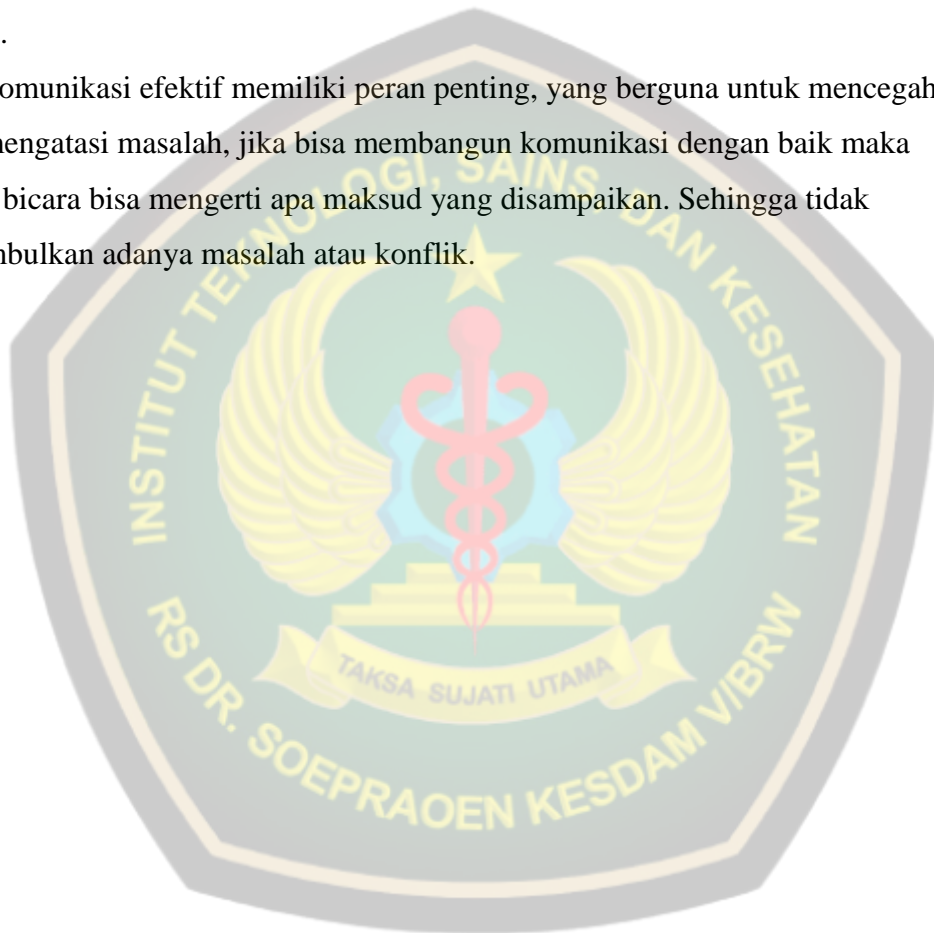 .
omunikasi efektif memiliki peran penting, yang berguna untuk mencegah
mengatasi masalah, jika bisa membangun komunikasi dengan baik maka
bicara bisa mengerti apa maksud yang disampaikan. Sehingga tidak
mbulkan adanya masalah atau konflik.
INSTITUT TEKNOLOGI, SAINS, DAN KESEHATAN
TAKSA SUJATI UTAMA
RS DR. SOEPRAOEN KESDAM V/BRW